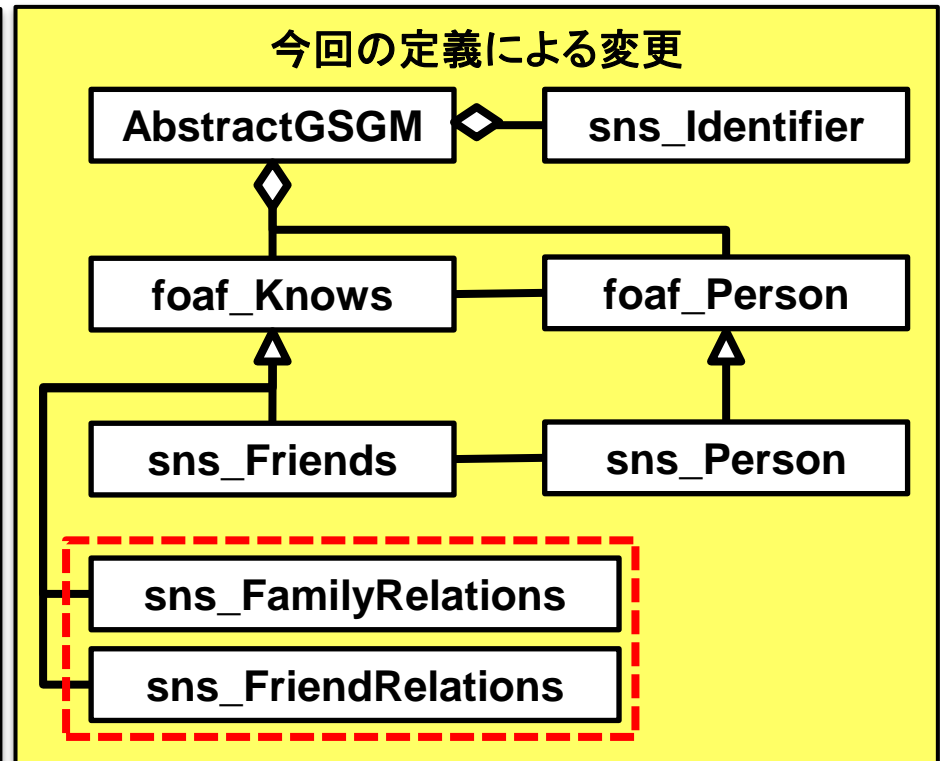 今回の定義による変更
AbstractGSGM
sns_Identifier
foaf_Knows
foaf_Person
sns_Friends
sns_Person
sns_FamilyRelations
sns_FriendRelations